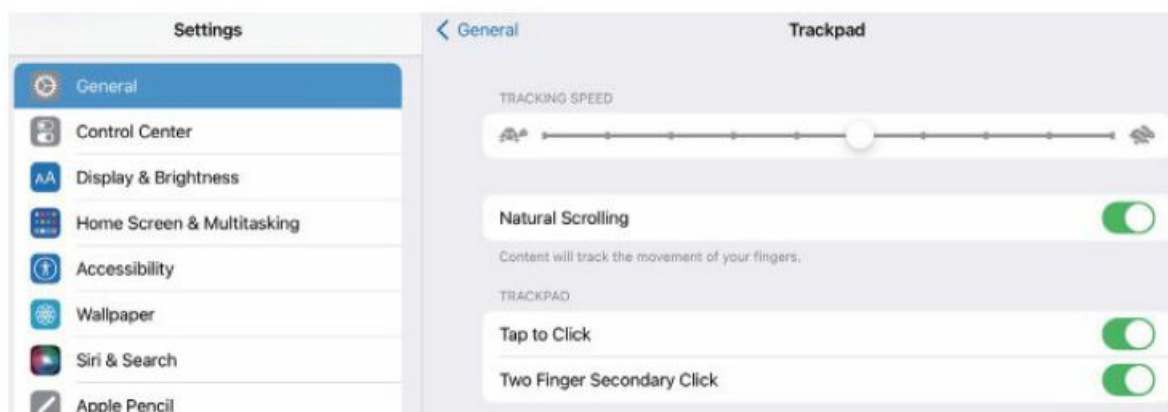 Settings
General
Control Center
AA Display & Brightness
Home Screen & Multitasking
Accessibility
Wallpaper
Siri & Search
Apple Pencil
General
Trackpad
TRACKING SPEED
Natural Scrolling
Content will track the movement of your fingers.
TRACKPAD
Tap to Click
Two Finger Secondary Click